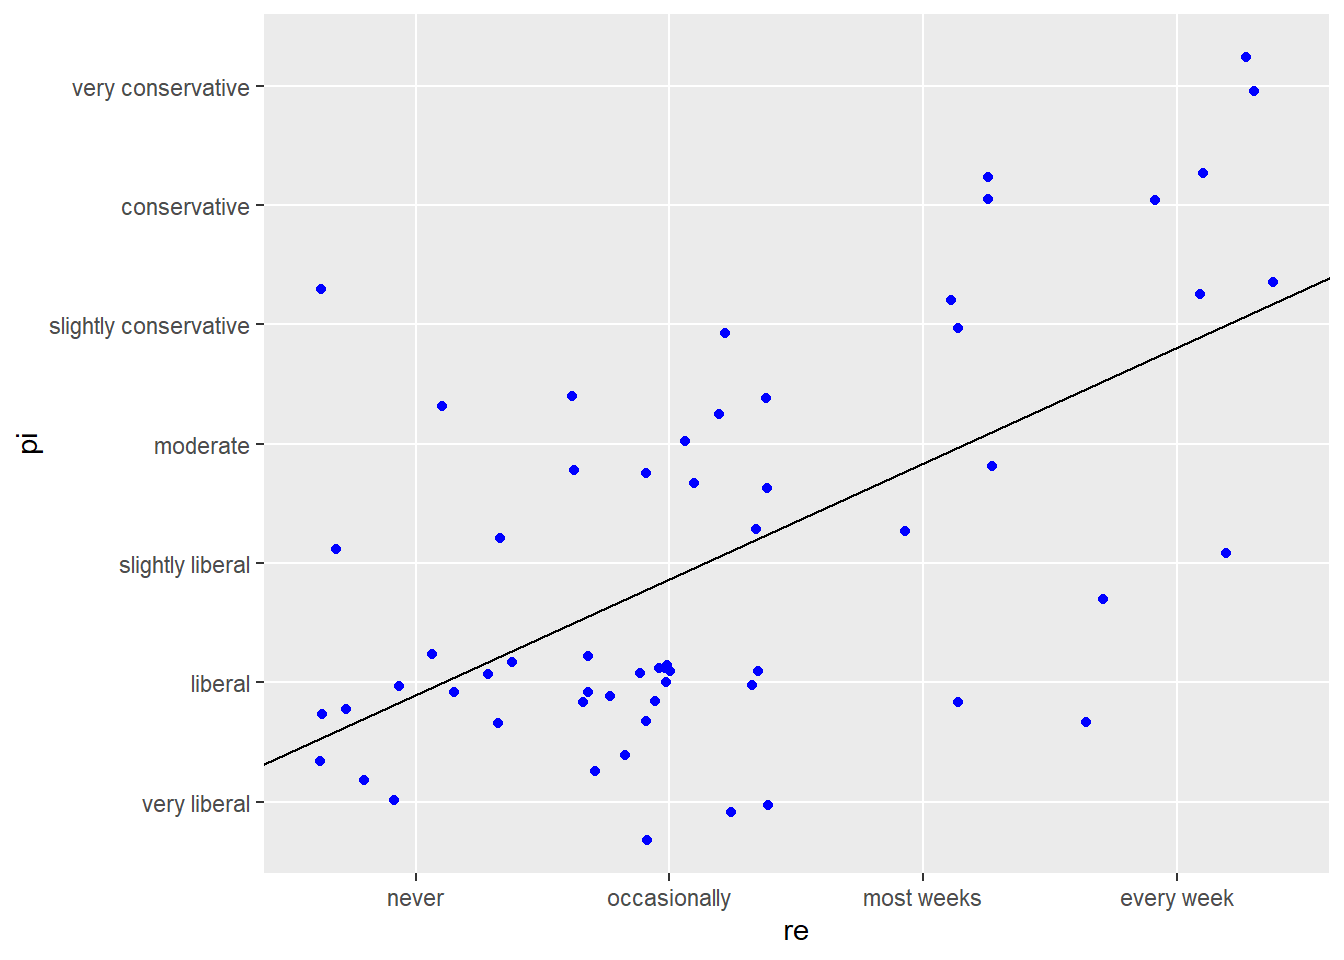 very conservative
conservative
slightly conservative
moderate
slightly liberal
liberal
very liberal
pi
never occasionally most weeks every week
re